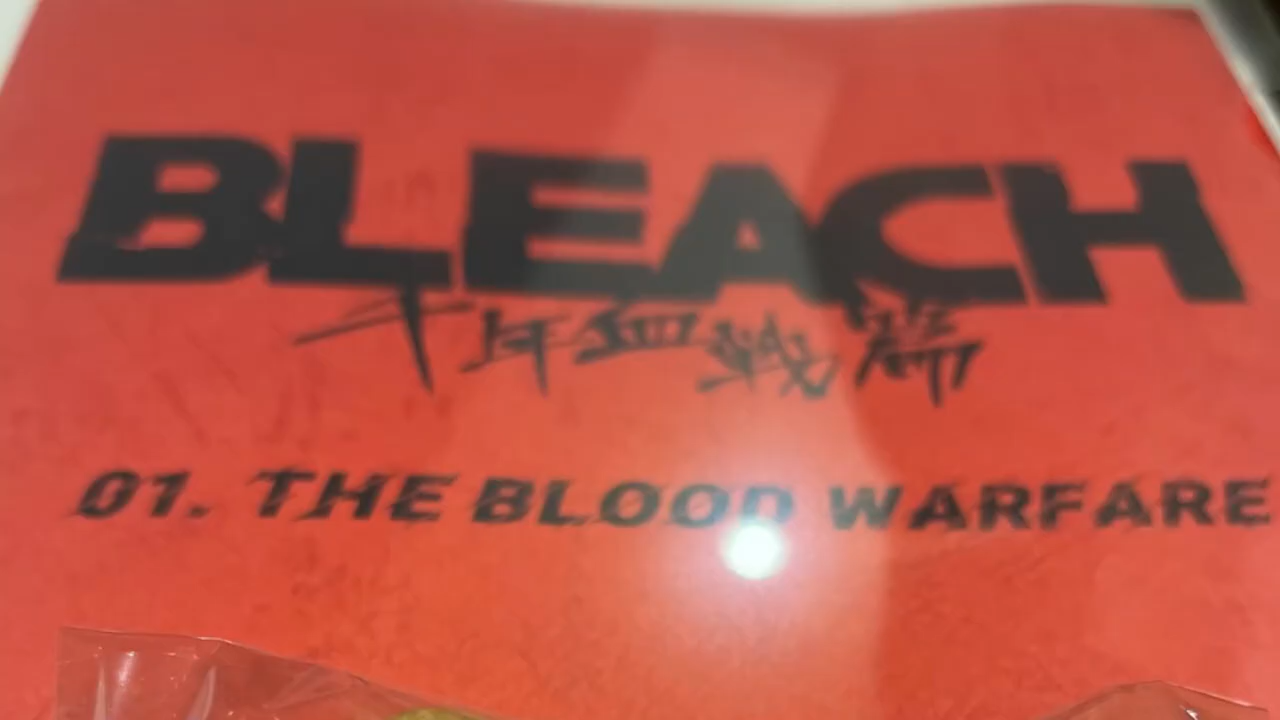 BLEACH
千年血戦篇
01. THE BLOOD WARFARE